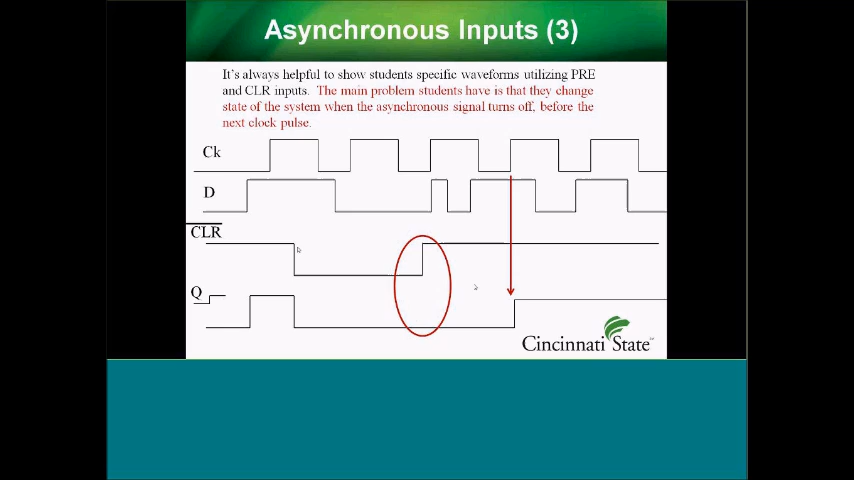 Asynchronous Inputs (3)
It's always helpful to show students specific waveforms utilizing PRE
and CLR inputs. The main problem students have is that they change
state of the system when the asynchronous signal turns off, before the
next clock pulse.
Ck
D
CLR
Q
Cincinnati State